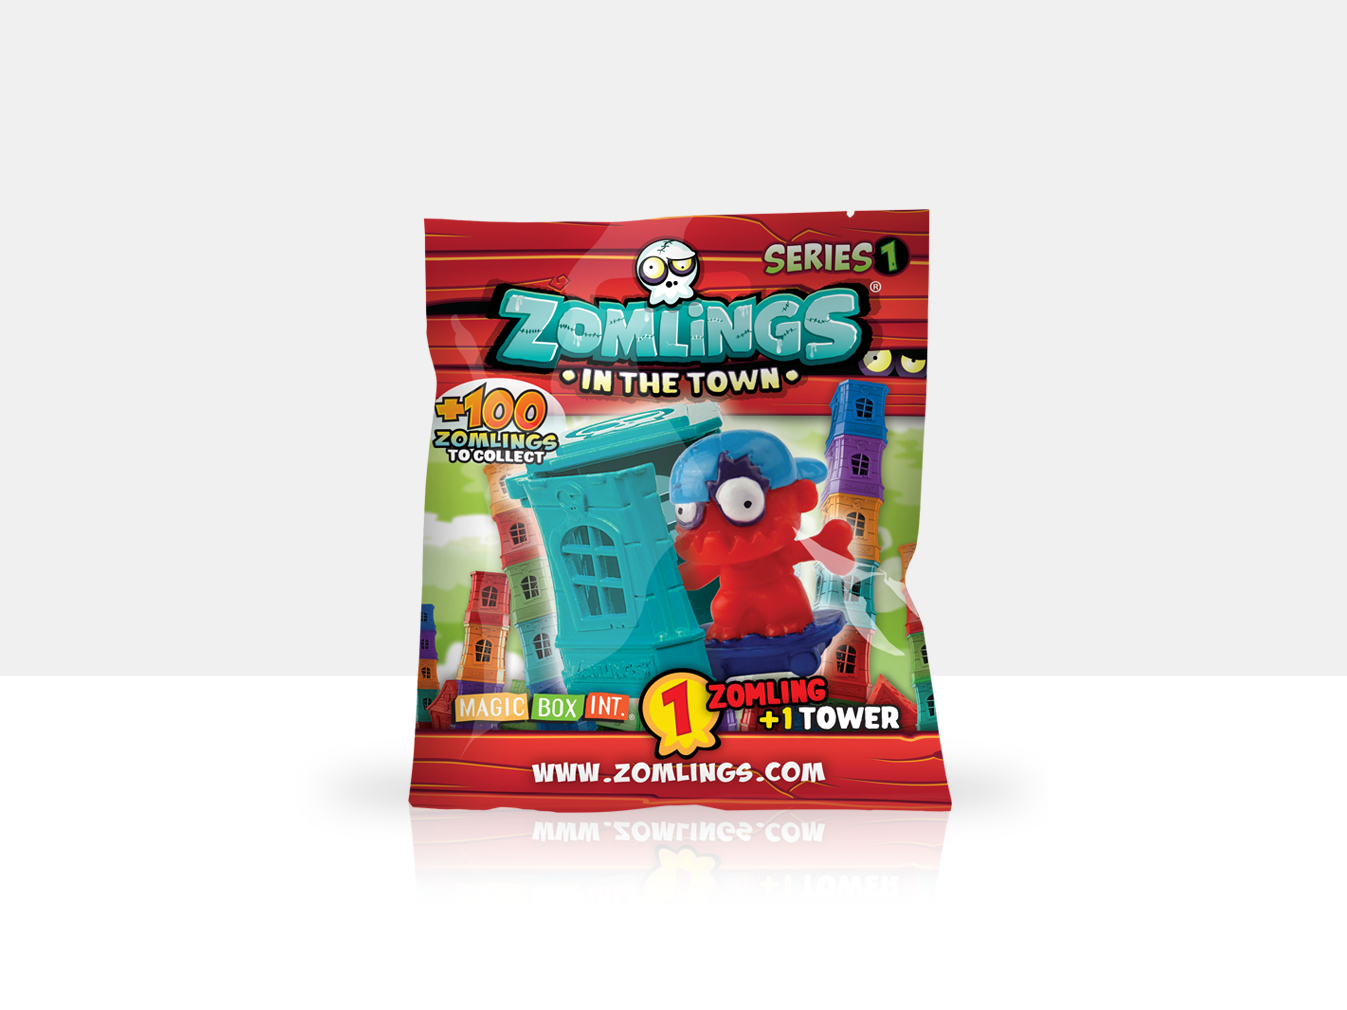 SERIES 1
ZOMLINGS®
• IN THE TOWN •
+100
ZOMLINGS
TO COLLECT
ZOMLINGS
MAGIC BOX INT.®
1 ZOMLING
+1 TOWER
WWW.ZOMLINGS.COM